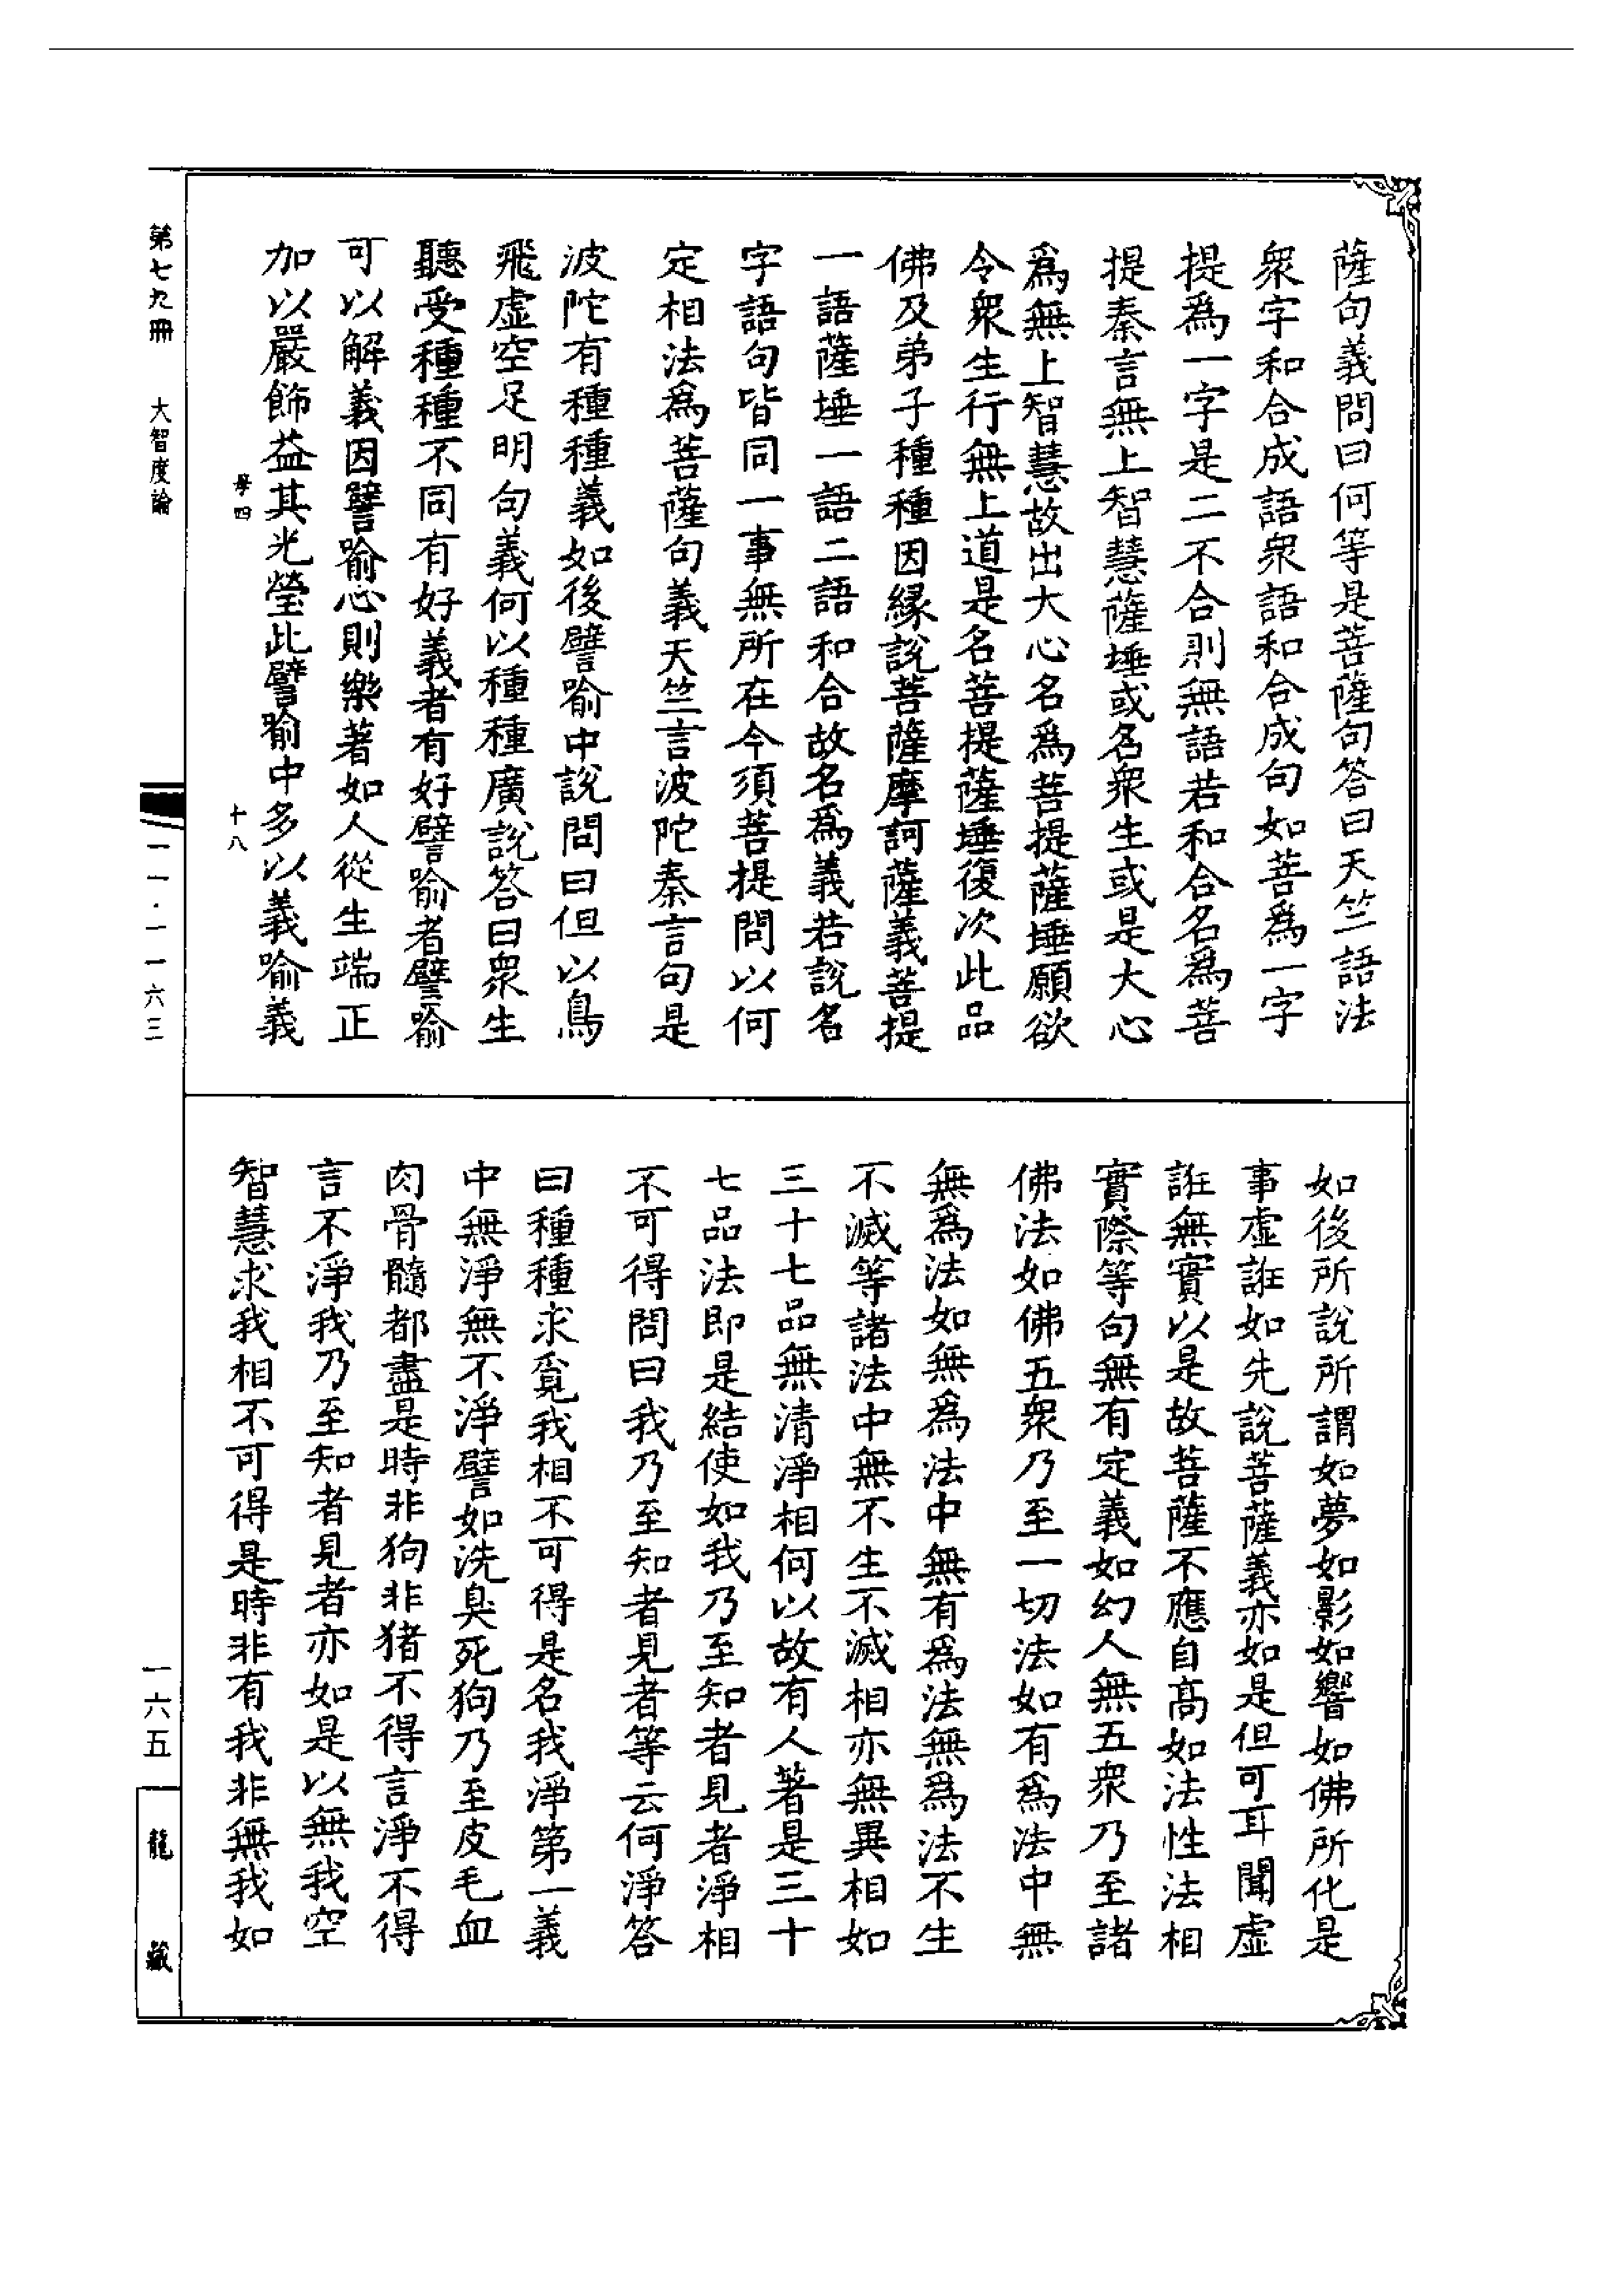 薩句義問曰何等是菩薩句答曰天竺語法
衆字和合成語衆語和合成句如菩爲一字
提爲一字是二不合則無語若和合名爲菩
提秦言無上智慧薩埵或名衆生或是大心
爲無上智慧故出大心名爲菩提薩埵願欲
令衆生行無上道是名菩提薩埵復次此品
佛及弟子種種因緣說菩薩摩訶薩義菩提
一語薩埵一語二語和合故名爲義若說名
字語句皆同一事無所在今須菩提問以何
定相法爲菩薩句義天竺言波陀秦言句是
波陀有種種義如後譬喻中說問曰但以鳥
飛虛空足明句義何以種種廣說答曰衆生
聽受種種不同有好義者有好譬喻者譬喻
可以解義因譬喻心則樂著如人從生端正
加以嚴飾益其光瑩此譬喻中多以義喻義
如後所說所謂如夢如影如響如佛所化是
事虛誑如先說菩薩義亦如是但可耳聞虛
誑無實以是故菩薩不應自高如法性法相
實際等句無有定義如幻人無五衆乃至諸
佛法如佛五衆乃至一切法如有爲法中無
無爲法如無爲法中無有爲法無爲法不生
不滅等諸法中無不生不滅相亦無異相如
三十七品無清淨相何以故有人著是三十
七品法即是結使如我乃至知者見者淨相
不可得問曰我乃至知者見者等云何淨答
曰種種求覓我相不可得是名我淨第一義
中無淨無不淨譬如洗臭死狗乃至皮毛血
肉骨髓都盡是時非狗非猪不得言淨不得
言不淨我乃至知者見者亦如是以無我空
智慧求我相不可得是時非有我非無我如
學四
十八
第七九冊 大智度論
一一·一一六三
一六五
龍藏